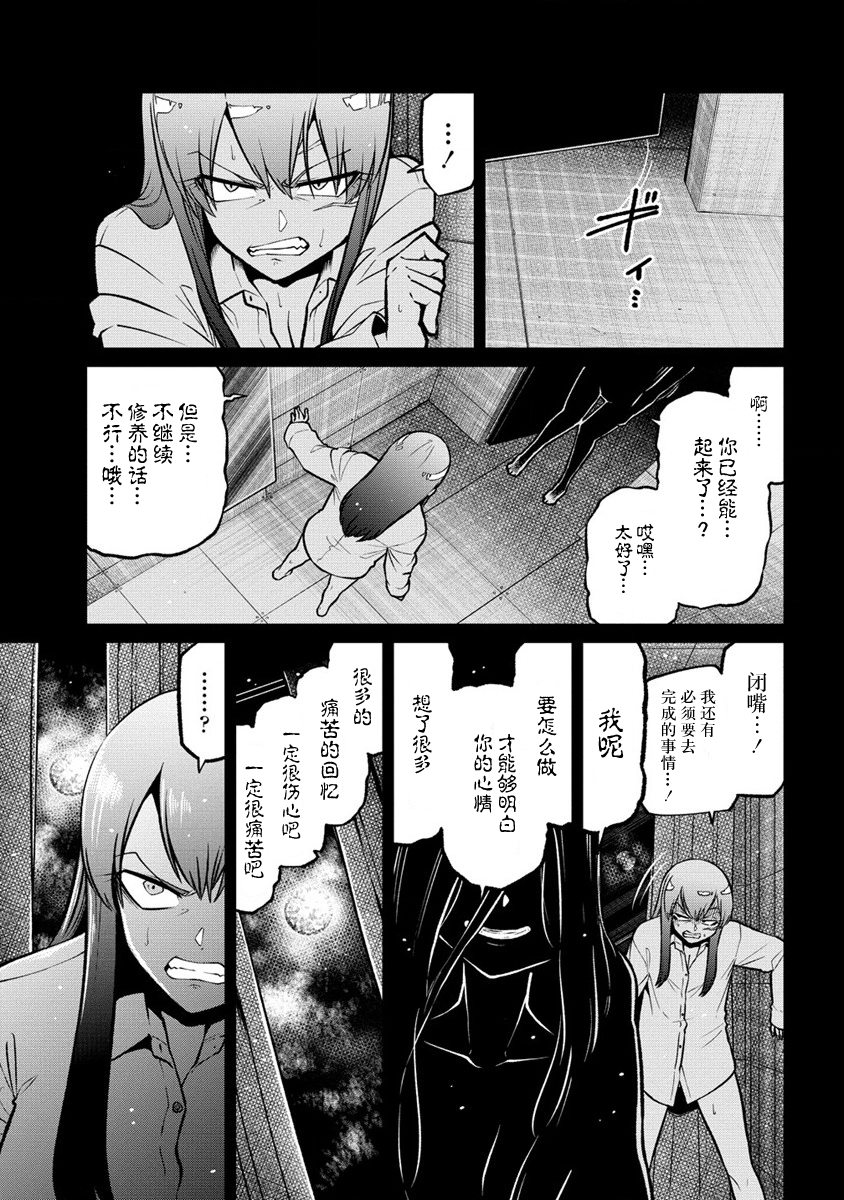 ギィ…
…！
啊……
你已经能…
起来了…？
哎嘿…
太好了…
但是…
不继续
修养的话
不行…哦…
闭嘴…！
我还有
必须要去
完成的事情…
我呢
要怎么做
才能够明白
你的心情
想了很多
很多的
痛苦的回忆
一定很伤心吧
一定很痛苦吧
……？